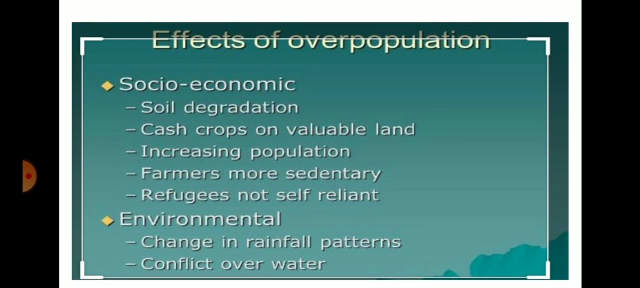 Effects of overpopulation
Socio-economic
– Soil degradation
– Cash crops on valuable land
– Increasing population
– Farmers more sedentary
– Refugees not self reliant
Environmental
– Change in rainfall patterns
– Conflict over water